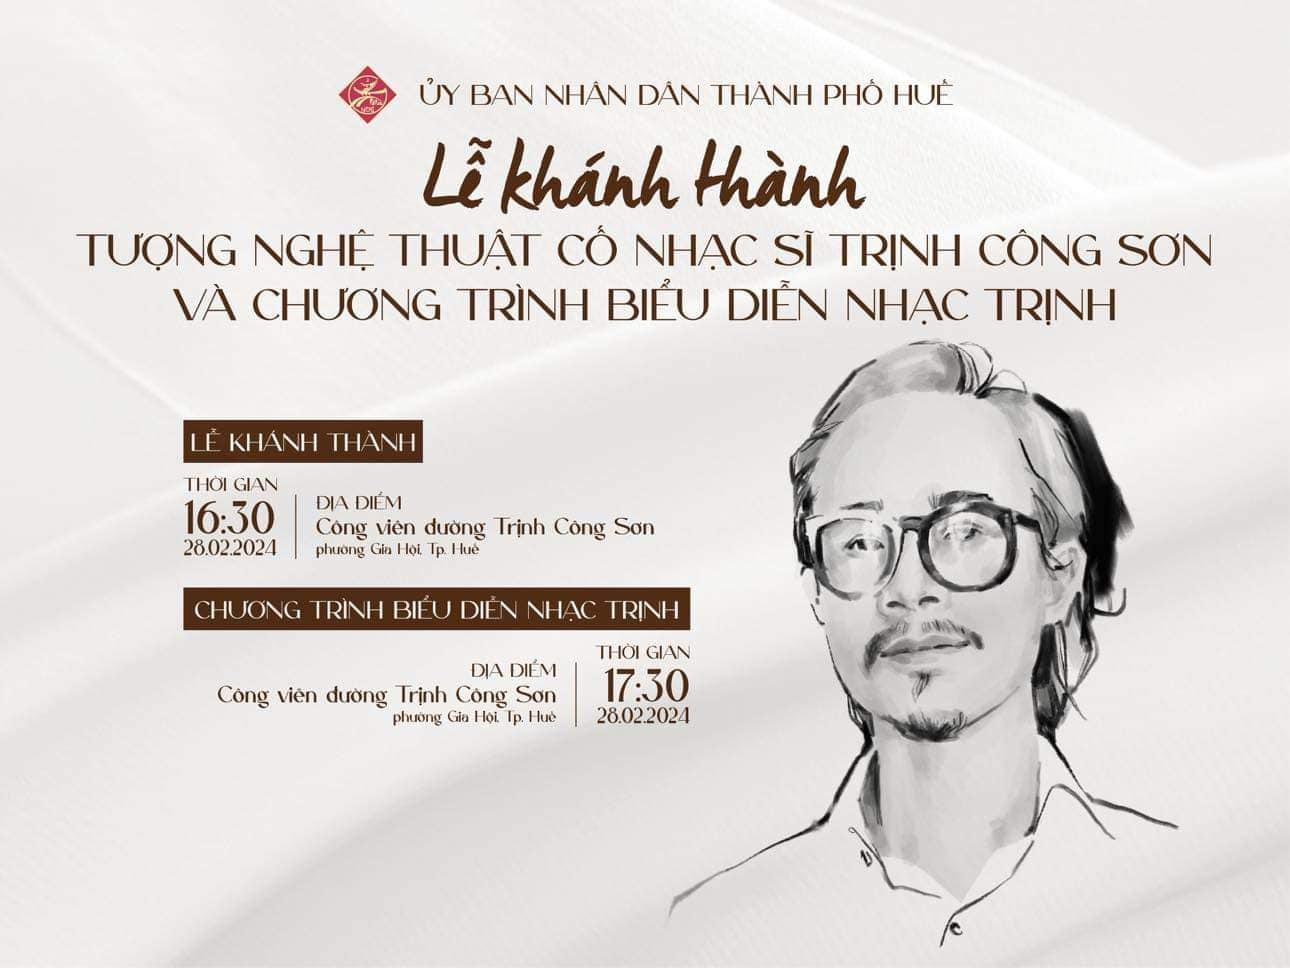 ỦY BAN NHÂN DÂN THÀNH PHỐ HUẾ
Lễ khánh thành
TƯỢNG NGHỆ THUẬT CỐ NHẠC SĨ TRỊNH CÔNG SƠN
VÀ CHƯƠNG TRÌNH BIỂU DIỄN NHẠC TRỊNH
LỄ KHÁNH THÀNH
THỜI GIAN
16:30
28.02.2024
ĐỊA ĐIỂM
Công viên đường Trịnh Công Sơn
phường Gia Hội, Tp. Huế
CHƯƠNG TRÌNH BIỂU DIỄN NHẠC TRỊNH
ĐỊA ĐIỂM
Công viên đường Trịnh Công Sơn
phường Gia Hội, Tp. Huế
THỜI GIAN
17:30
28.02.2024